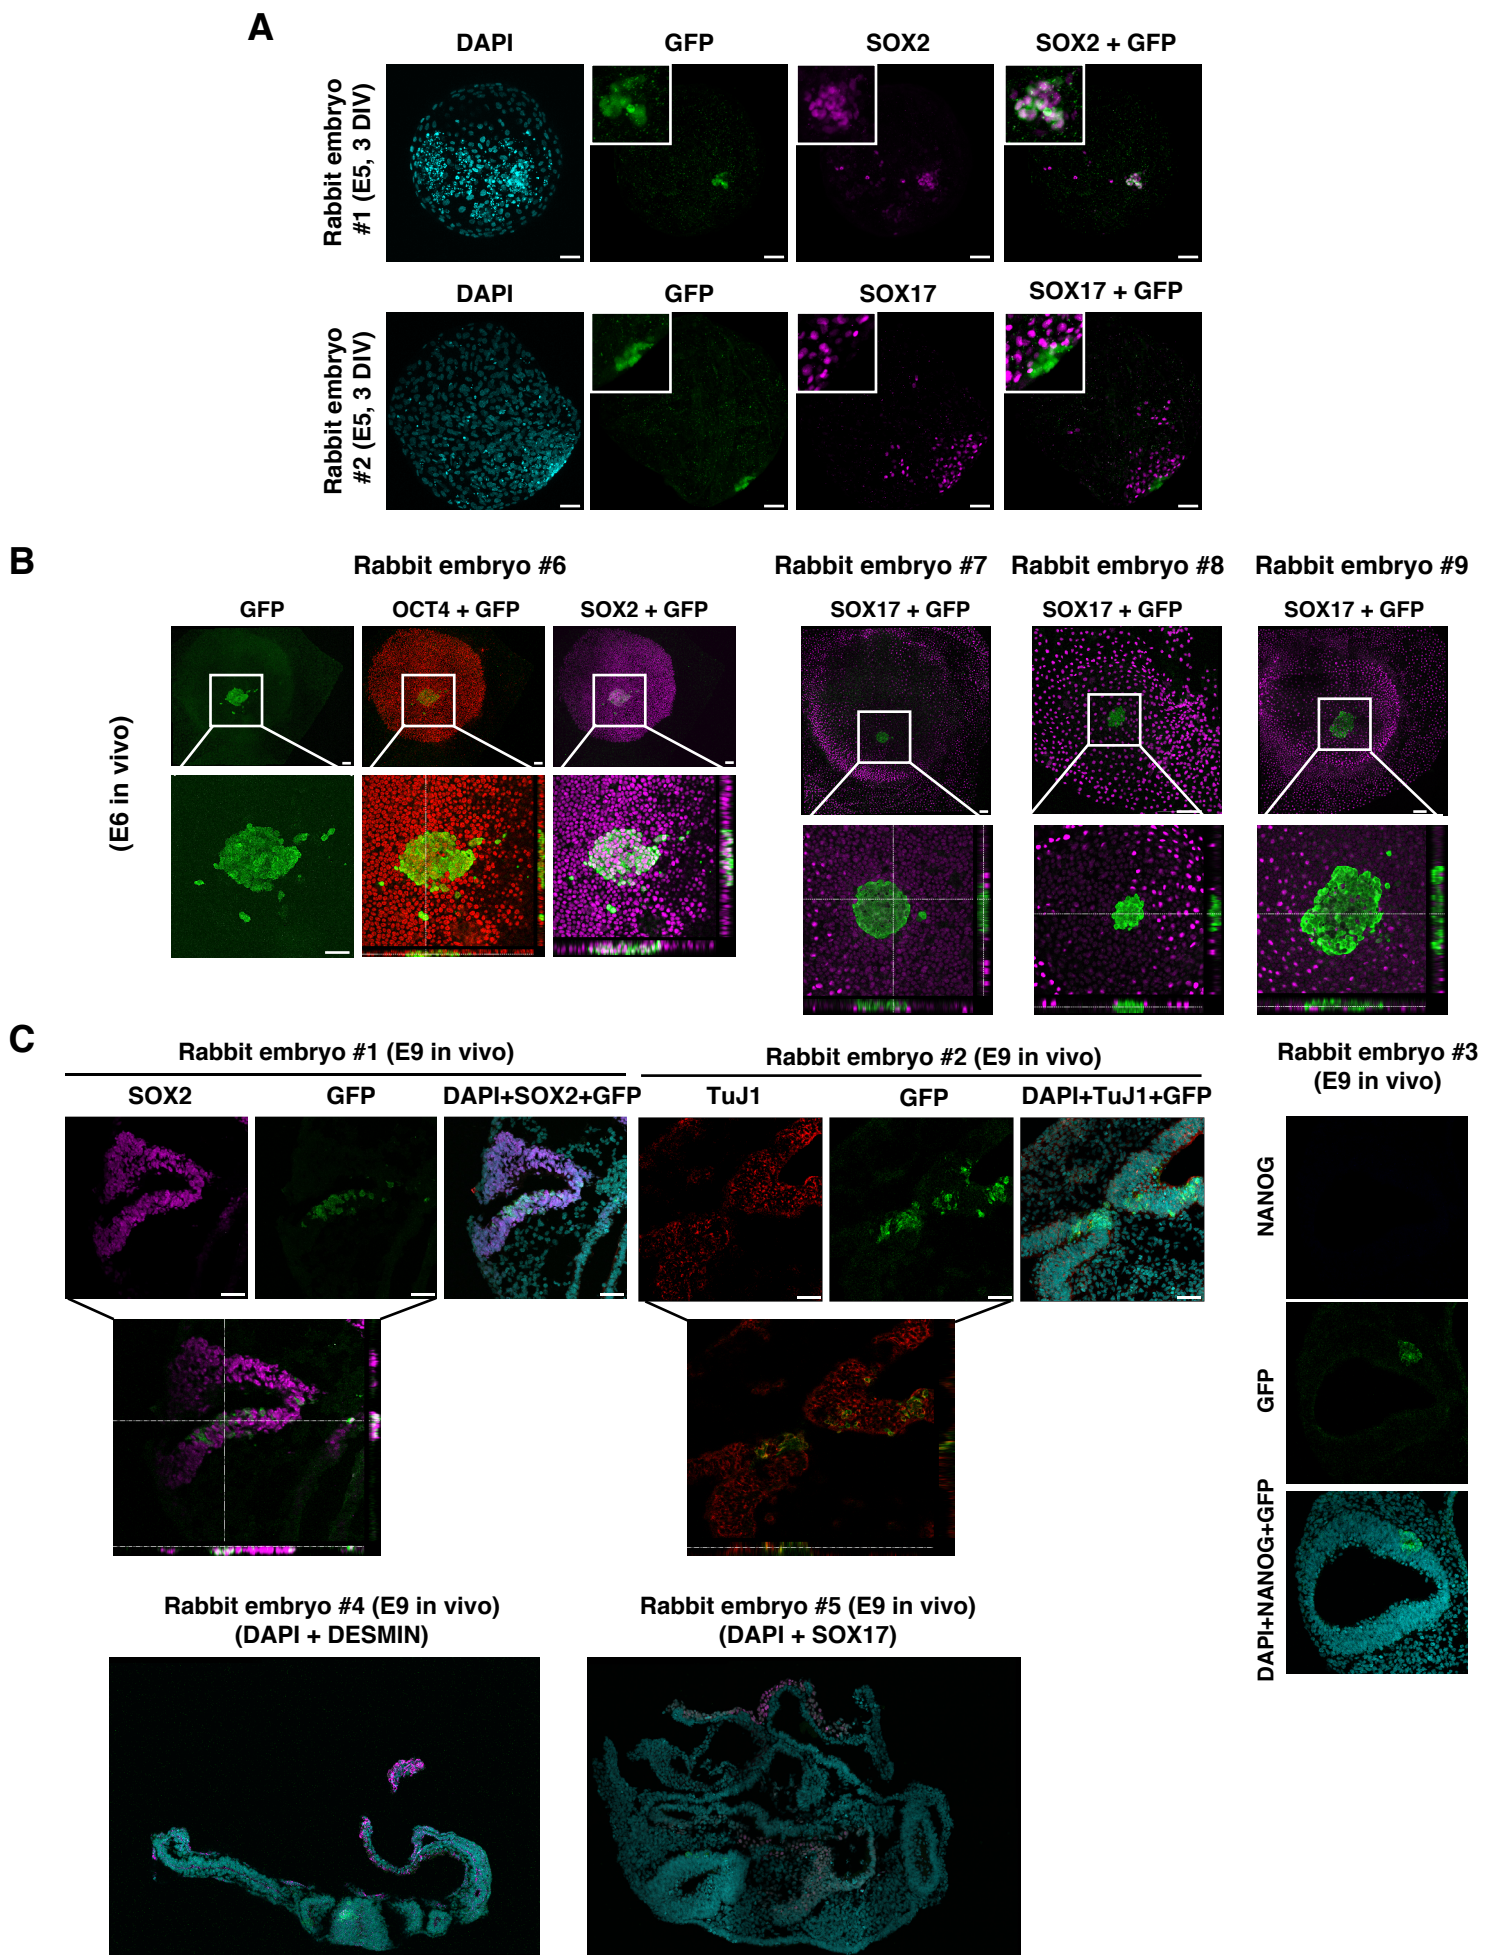 A
DAPI GFP SOX2 SOX2 + GFP
Rabbit embryo
#1 (E5, 3 DIV)
DAPI GFP SOX17 SOX17 + GFP
Rabbit embryo
#2 (E5, 3 DIV)
B
Rabbit embryo #6 Rabbit embryo #7 Rabbit embryo #8 Rabbit embryo #9
GFP OCT4 + GFP SOX2 + GFP SOX17 + GFP SOX17 + GFP SOX17 + GFP
(E6 in vivo)
C
Rabbit embryo #1 (E9 in vivo) Rabbit embryo #2 (E9 in vivo) Rabbit embryo #3
(E9 in vivo)
SOX2 GFP DAPI+SOX2+GFP TuJ1 GFP DAPI+TuJ1+GFP
NANOG
GFP
DAPI+NANOG+GFP
Rabbit embryo #4 (E9 in vivo) Rabbit embryo #5 (E9 in vivo)
(DAPI + DESMIN) (DAPI + SOX17)